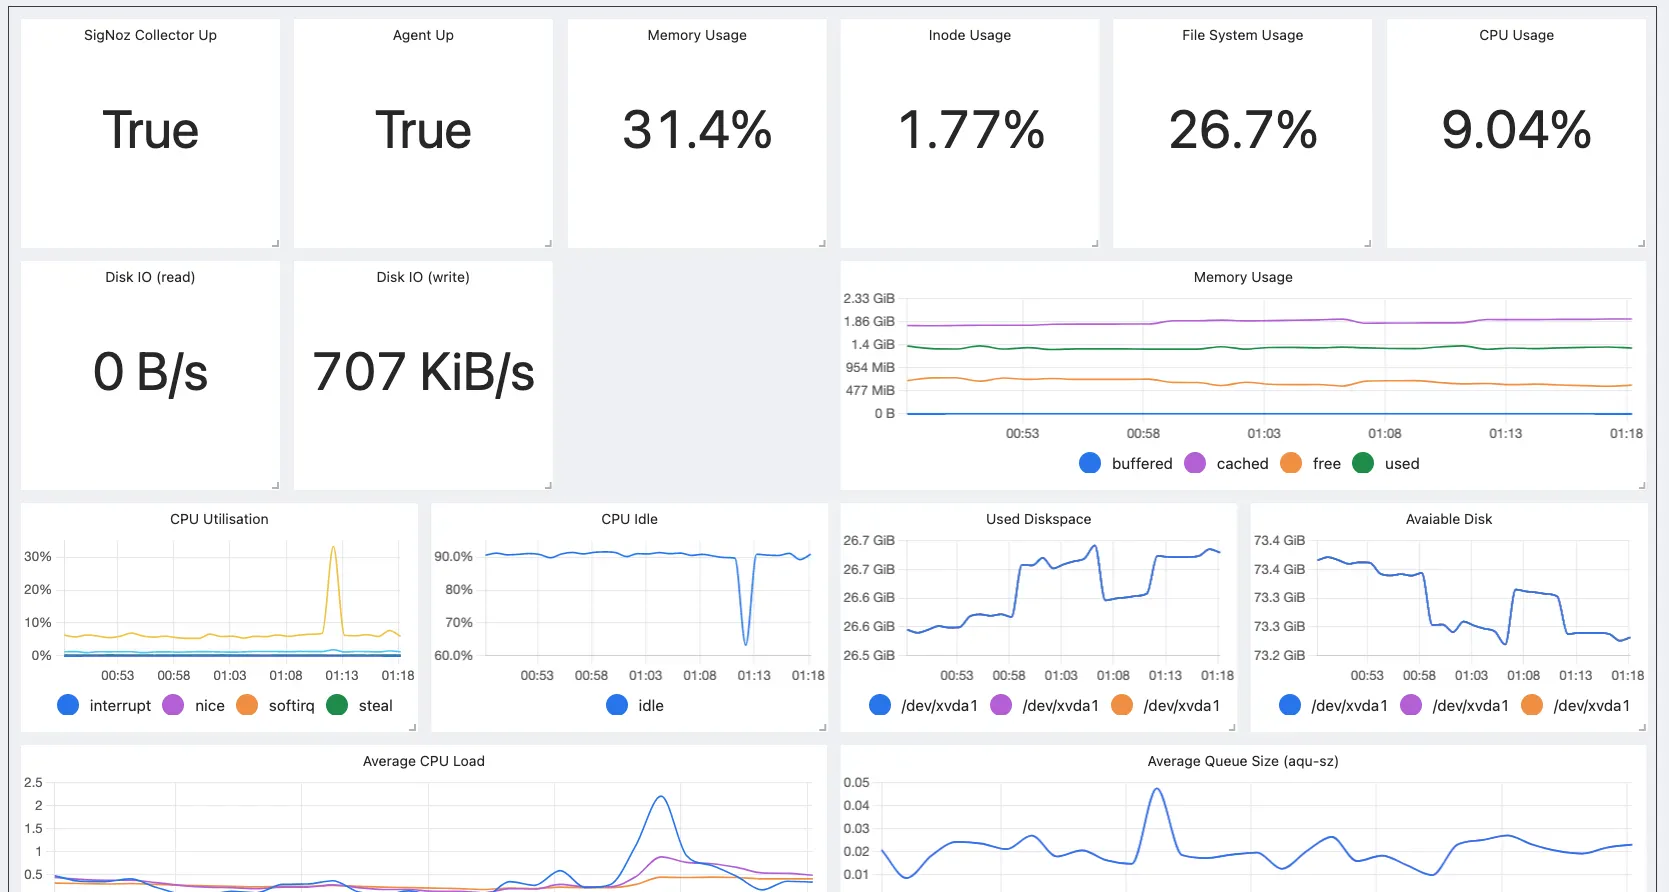 SigNoz Collector Up
True
Agent Up
True
Memory Usage
31.4%
Inode Usage
1.77%
File System Usage
26.7%
CPU Usage
9.04%
Disk IO (read)
0 B/s
Disk IO (write)
707 KiB/s
Memory Usage
2.33 GiB
1.86 GiB
1.4 GiB
954 MiB
477 MiB
0 B
00:53 00:58 01:03 01:08 01:13 01:18
buffered cached free used
CPU Utilisation
30%
20%
10%
0%
00:53 00:58 01:03 01:08 01:13 01:18
interrupt nice softirq steal
CPU Idle
90.0%
80%
70%
60.0%
00:53 00:58 01:03 01:08 01:13 01:18
idle
Used Diskspace
26.7 GiB
26.7 GiB
26.6 GiB
26.6 GiB
26.5 GiB
00:53 00:58 01:03 01:08 01:13 01:18
/dev/xvda1 /dev/xvda1 /dev/xvda1
Avaiable Disk
73.4 GiB
73.4 GiB
73.3 GiB
73.3 GiB
73.2 GiB
00:53 00:58 01:03 01:08 01:13 01:18
/dev/xvda1 /dev/xvda1 /dev/xvda1
Average CPU Load
2.5
2
1.5
1
0.5
Average Queue Size (aqu-sz)
0.05
0.04
0.03
0.02
0.01